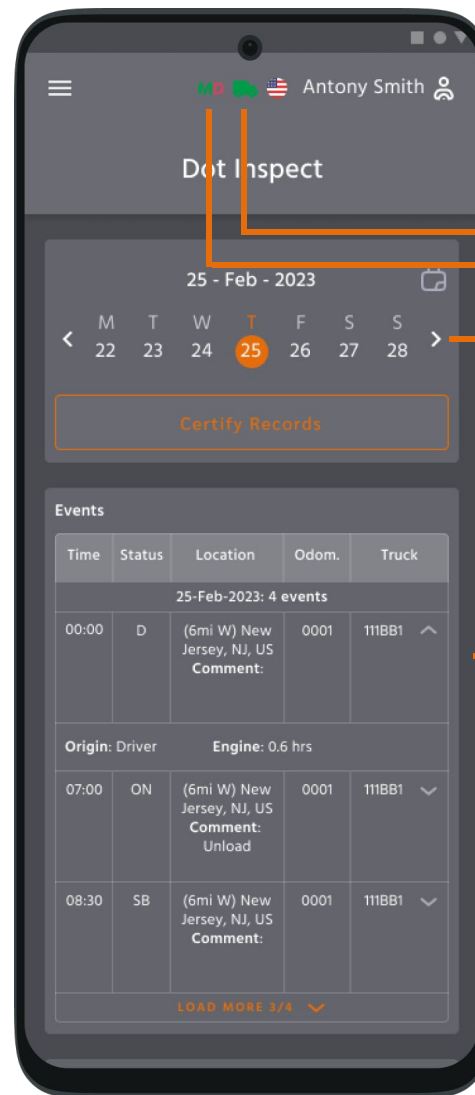 MD Antony Smith
Dot Inspect
25 - Feb - 2023
M T W T F S S
22 23 24 25 26 27 28
Certify Records
Events
Time Status Location Odom. Truck
25-Feb-2023: 4 events
00:00 D (6mi W) New 0001 111BB1
Jersey, NJ, US
Comment:
Origin: Driver Engine: 0.6 hrs
07:00 ON (6mi W) New 0001 111BB1
Jersey, NJ, US
Comment:
Unload
08:30 SB (6mi W) New 0001 111BB1
Jersey, NJ, US
Comment:
LOAD MORE 3/4